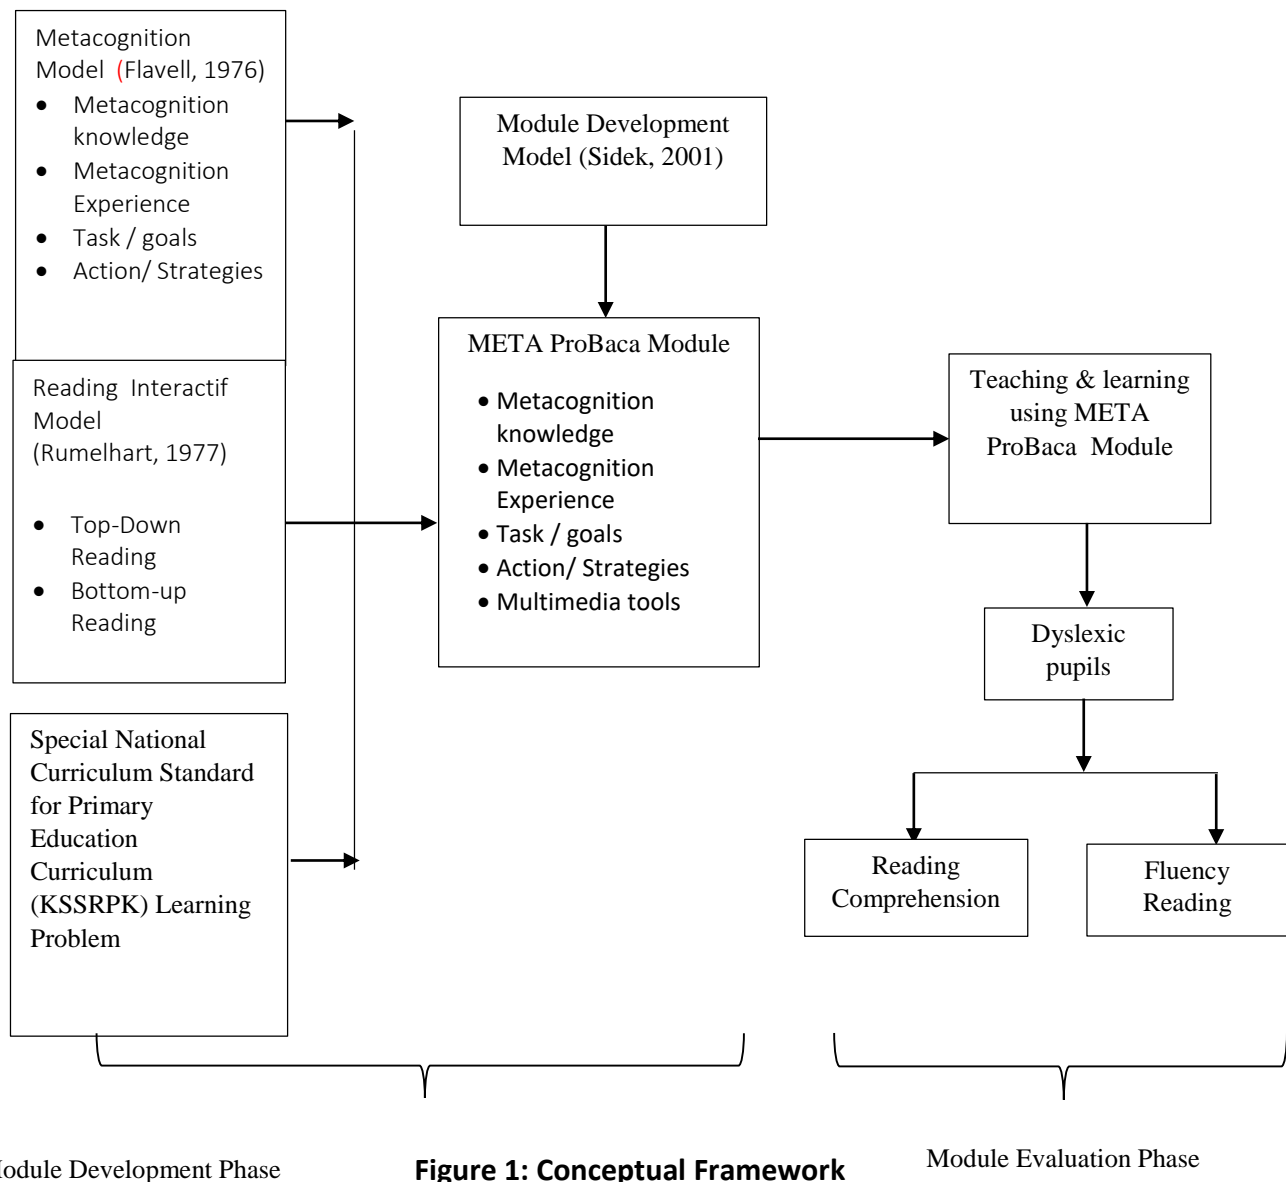 Metacognition
Model (Flavell, 1976)
• Metacognition
knowledge
• Metacognition
Experience
• Task / goals
• Action/ Strategies
Reading Interactif
Model
(Rumelhart, 1977)
• Top-Down
Reading
• Bottom-up
Reading
Special National
Curriculum Standard
for Primary
Education
Curriculum
(KSSRPK) Learning
Problem
Module Development
Model (Sidek, 2001)
META ProBaca Module
• Metacognition
knowledge
• Metacognition
Experience
• Task / goals
• Action/ Strategies
• Multimedia tools
Teaching & learning
using META
ProBaca Module
Dyslexic
pupils
Reading
Comprehension
Fluency
Reading
Module Development Phase
Module Evaluation Phase
Figure 1: Conceptual Framework